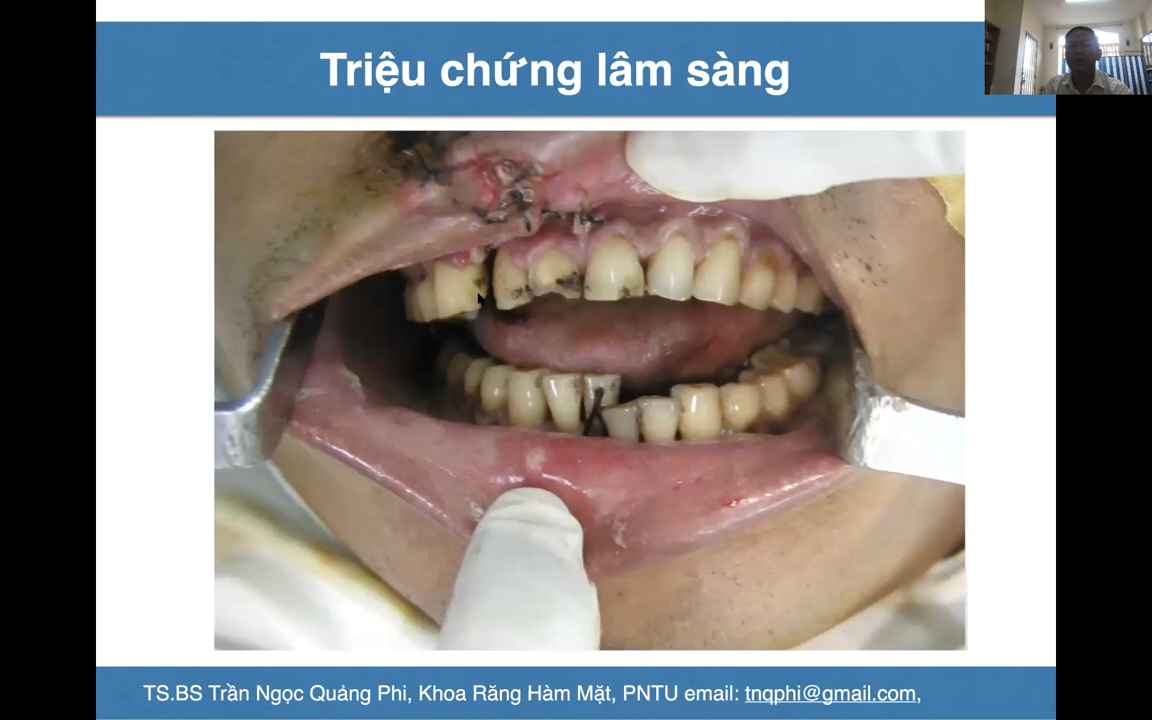 Triệu chứng lâm sàng
TS.BS Trần Ngọc Quảng Phi, Khoa Răng Hàm Mặt, PNTU email: tnqphi@gmail.com,